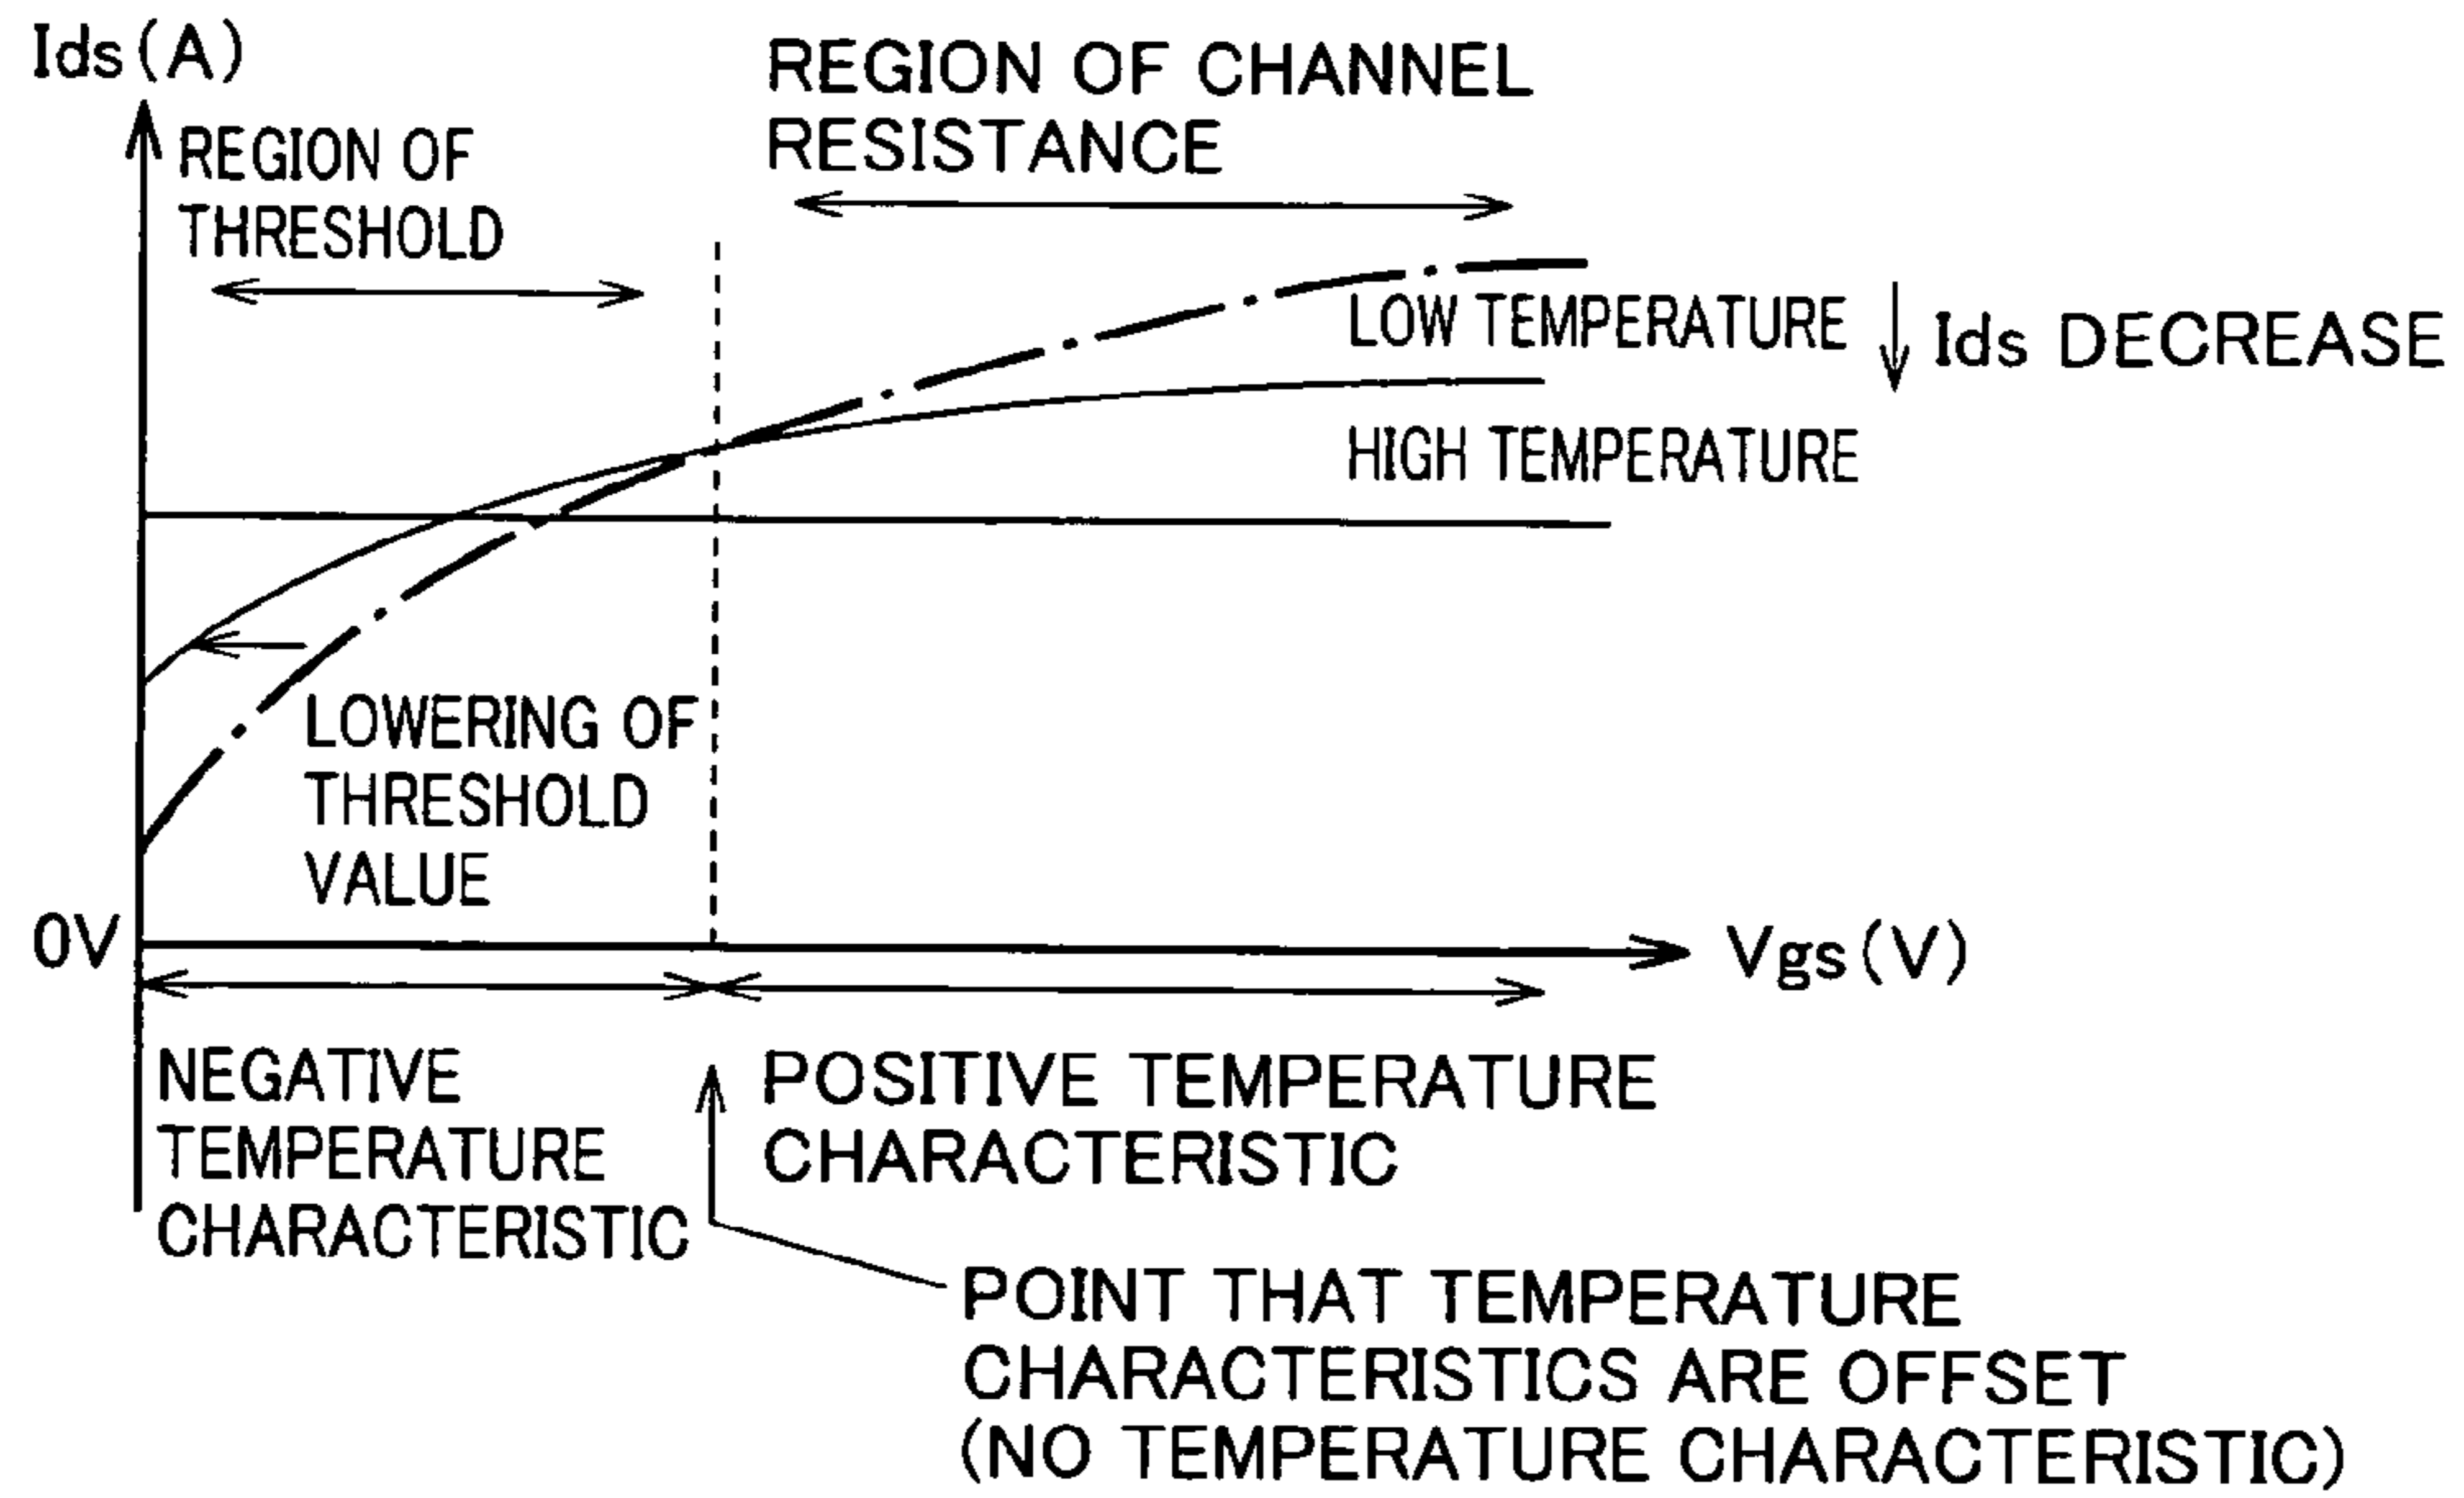 Ids(A)
REGION OF CHANNEL
RESISTANCE
REGION OF
THRESHOLD
LOW TEMPERATURE
Ids DECREASE
HIGH TEMPERATURE
LOWERING OF
THRESHOLD
VALUE
0V
Vgs(V)
NEGATIVE
TEMPERATURE
CHARACTERISTIC
POSITIVE TEMPERATURE
CHARACTERISTIC
POINT THAT TEMPERATURE
CHARACTERISTICS ARE OFFSET
(NO TEMPERATURE CHARACTERISTIC)